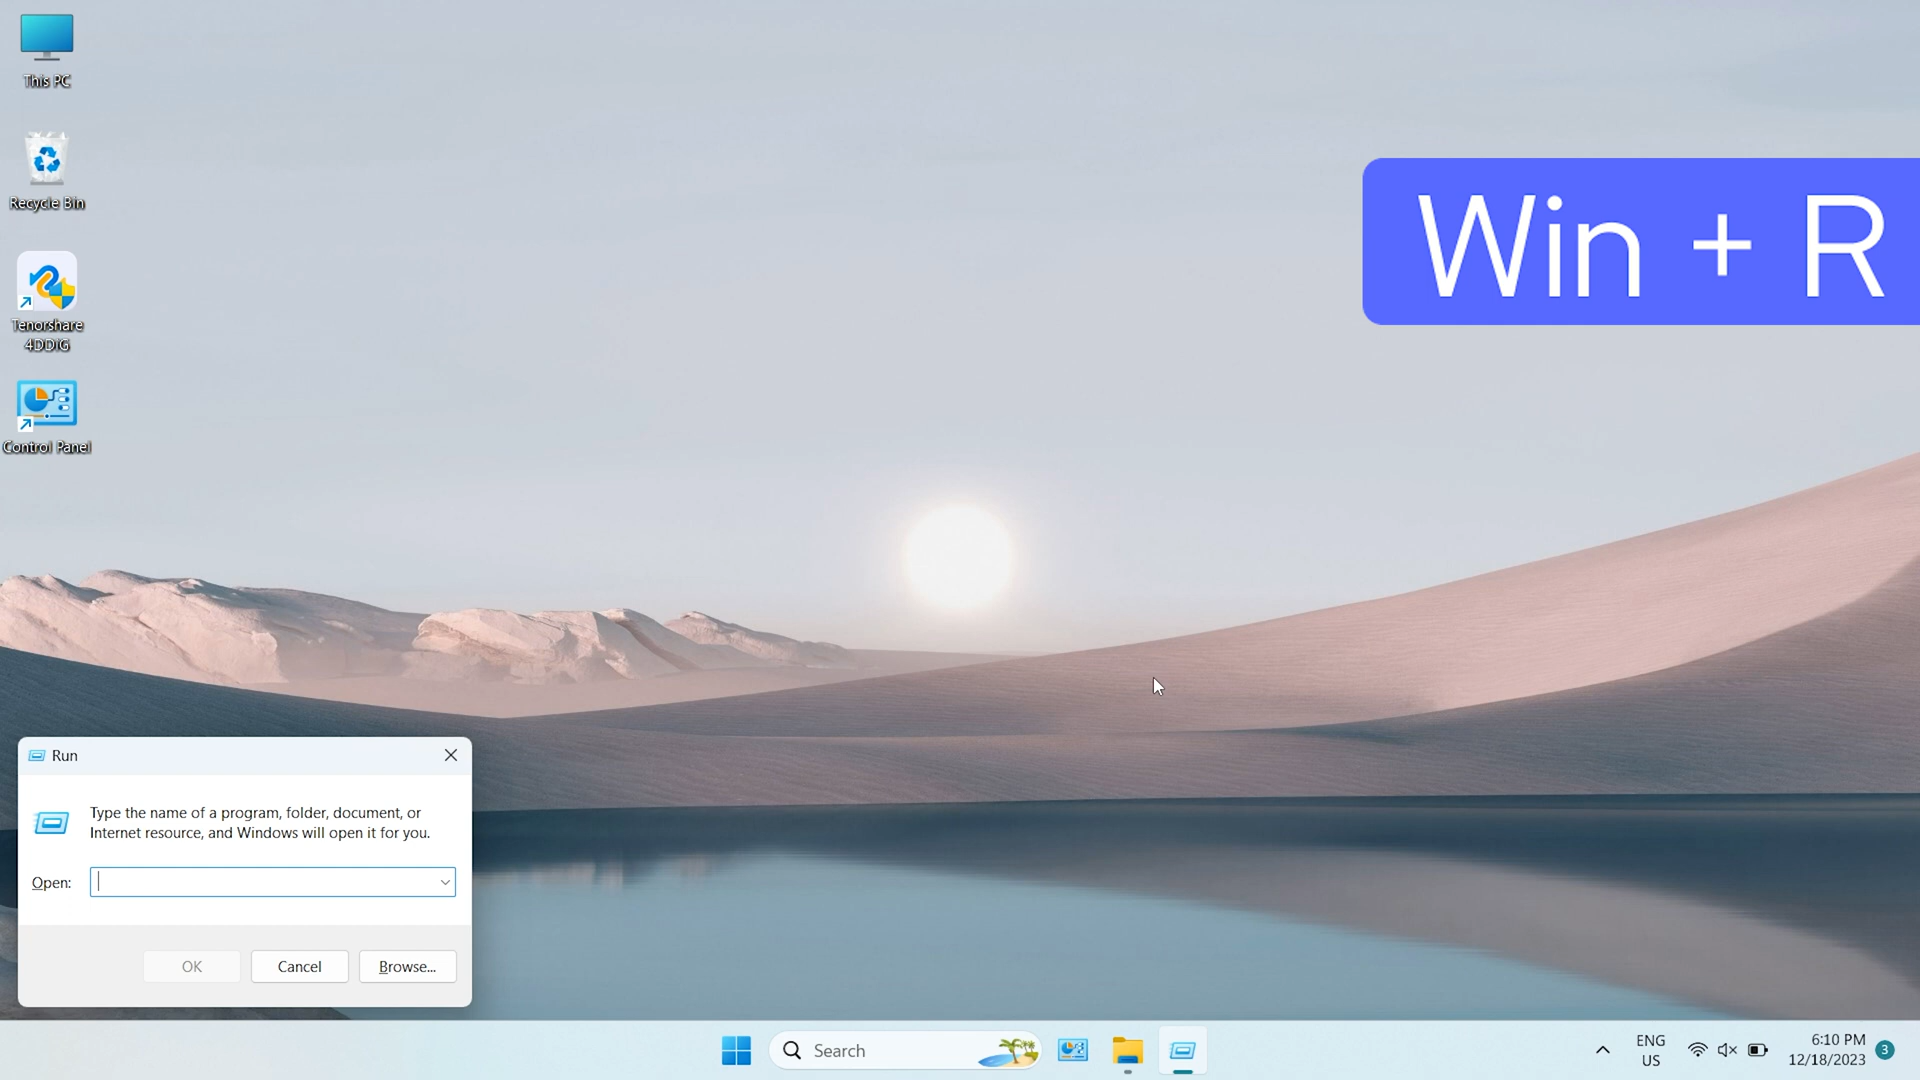 This PC
Recycle Bin
Tenorshare
4DDiG
Control Panel
Win + R
Run
Type the name of a program, folder, document, or
Internet resource, and Windows will open it for you.
Open:
OK
Cancel
Browse...
Search
ENG
US
6:10 PM
12/18/2023
3